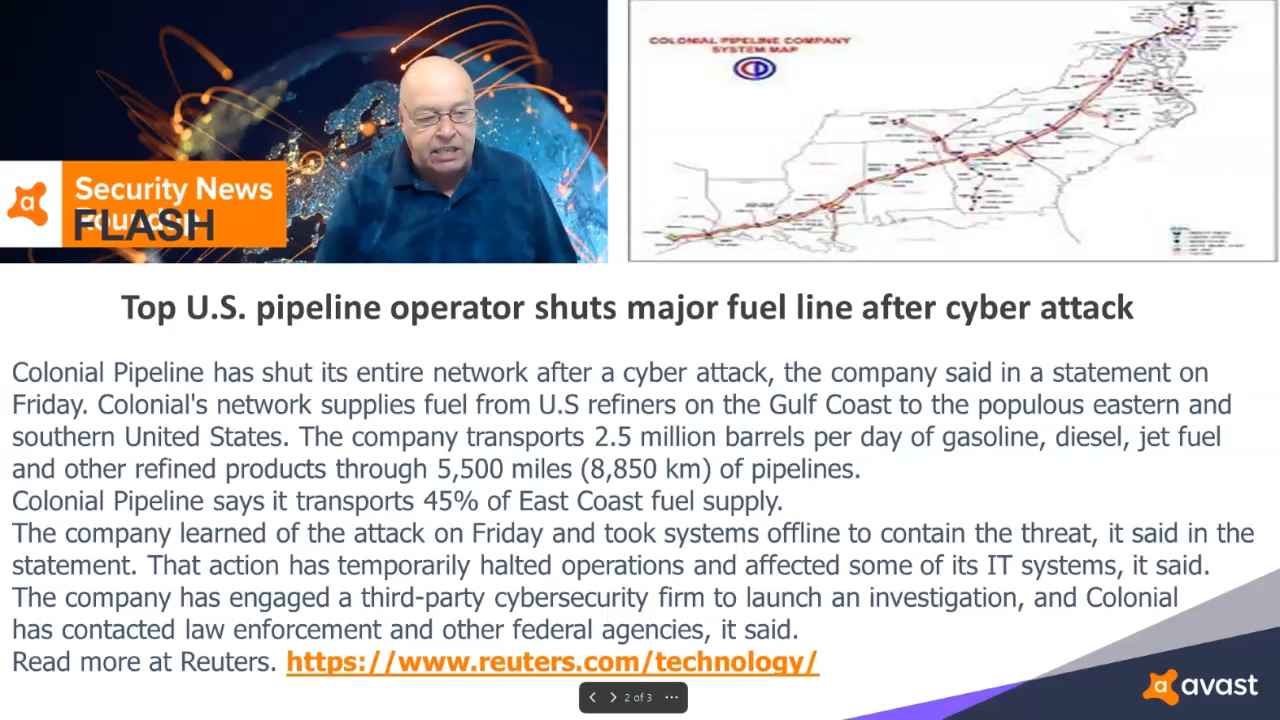 Security News
FLASH
COLONIAL PIPELINE COMPANY
SYSTEM MAP
Top U.S. pipeline operator shuts major fuel line after cyber attack
Colonial Pipeline has shut its entire network after a cyber attack, the company said in a statement on
Friday. Colonial's network supplies fuel from U.S refiners on the Gulf Coast to the populous eastern and
southern United States. The company transports 2.5 million barrels per day of gasoline, diesel, jet fuel
and other refined products through 5,500 miles (8,850 km) of pipelines.
Colonial Pipeline says it transports 45% of East Coast fuel supply.
The company learned of the attack on Friday and took systems offline to contain the threat, it said in the
statement. That action has temporarily halted operations and affected some of its IT systems, it said.
The company has engaged a third-party cybersecurity firm to launch an investigation, and Colonial
has contacted law enforcement and other federal agencies, it said.
Read more at Reuters. https://www.reuters.com/technology/
2 of 3
avast